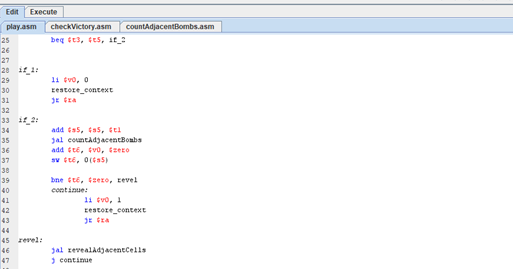 Edit Execute
play.asm checkVictory.asm countAdjacentBombs.asm
25 beq $t3, $t5, if_2
26
27
28 if_1:
29 li $v0, 0
30 restore_context
31 jr $ra
32
33 if_2:
34 add $s5, $s5, $t1
35 jal countAdjacentBombs
36 add $t6, $v0, $zero
37 sw $t6, 0($s5)
38
39 bne $t6, $zero, revel
40 continue:
41 li $v0, 1
42 restore_context
43 jr $ra
44
45 revel:
46 jal revealAdjacentCells
47 j continue